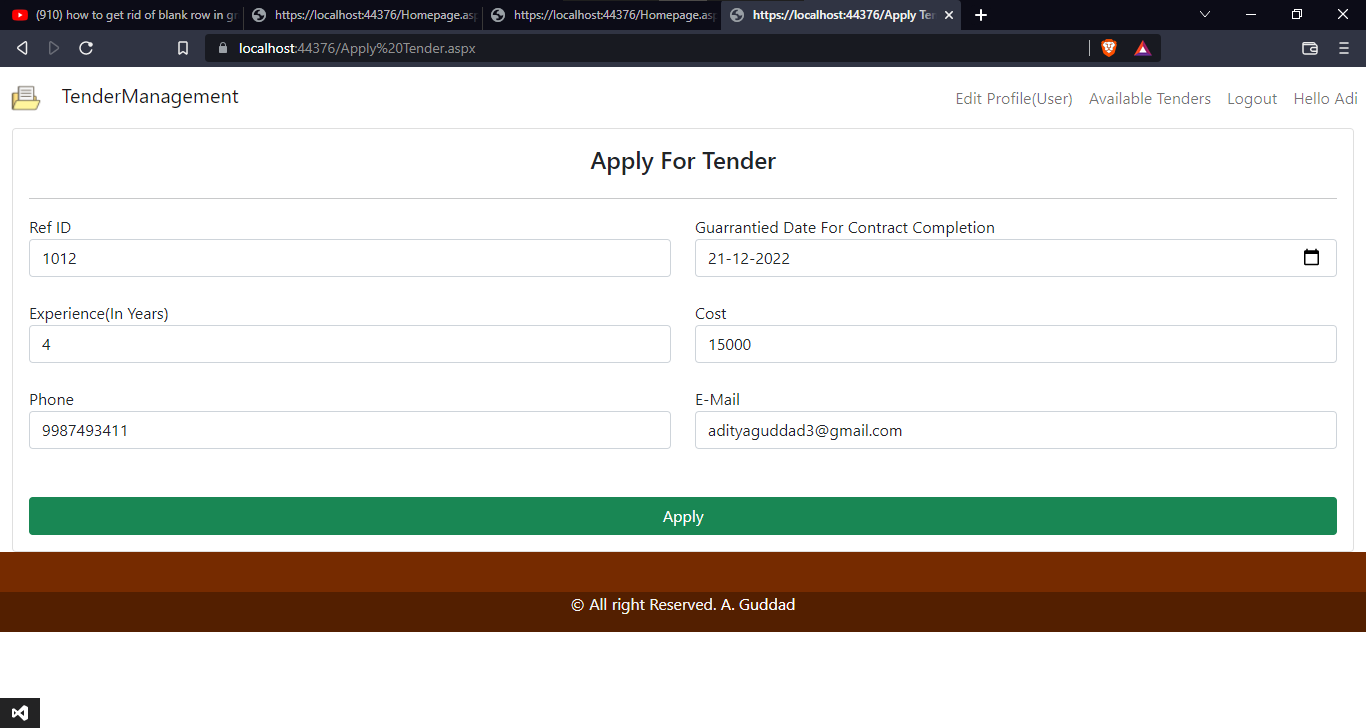 (910) how to get rid of blank row in gr
https://localhost:44376/Homepage.asp
https://localhost:44376/Homepage.asp
https://localhost:44376/Apply Ter
localhost:44376/Apply%20Tender.aspx
TenderManagement
Edit Profile(User) Available Tenders Logout Hello Adi
Apply For Tender
Ref ID
Guarrantied Date For Contract Completion
1012
21-12-2022
Experience(In Years)
Cost
4
15000
Phone
E-Mail
9987493411
adityaguddad3@gmail.com
Apply
© All right Reserved. A. Guddad